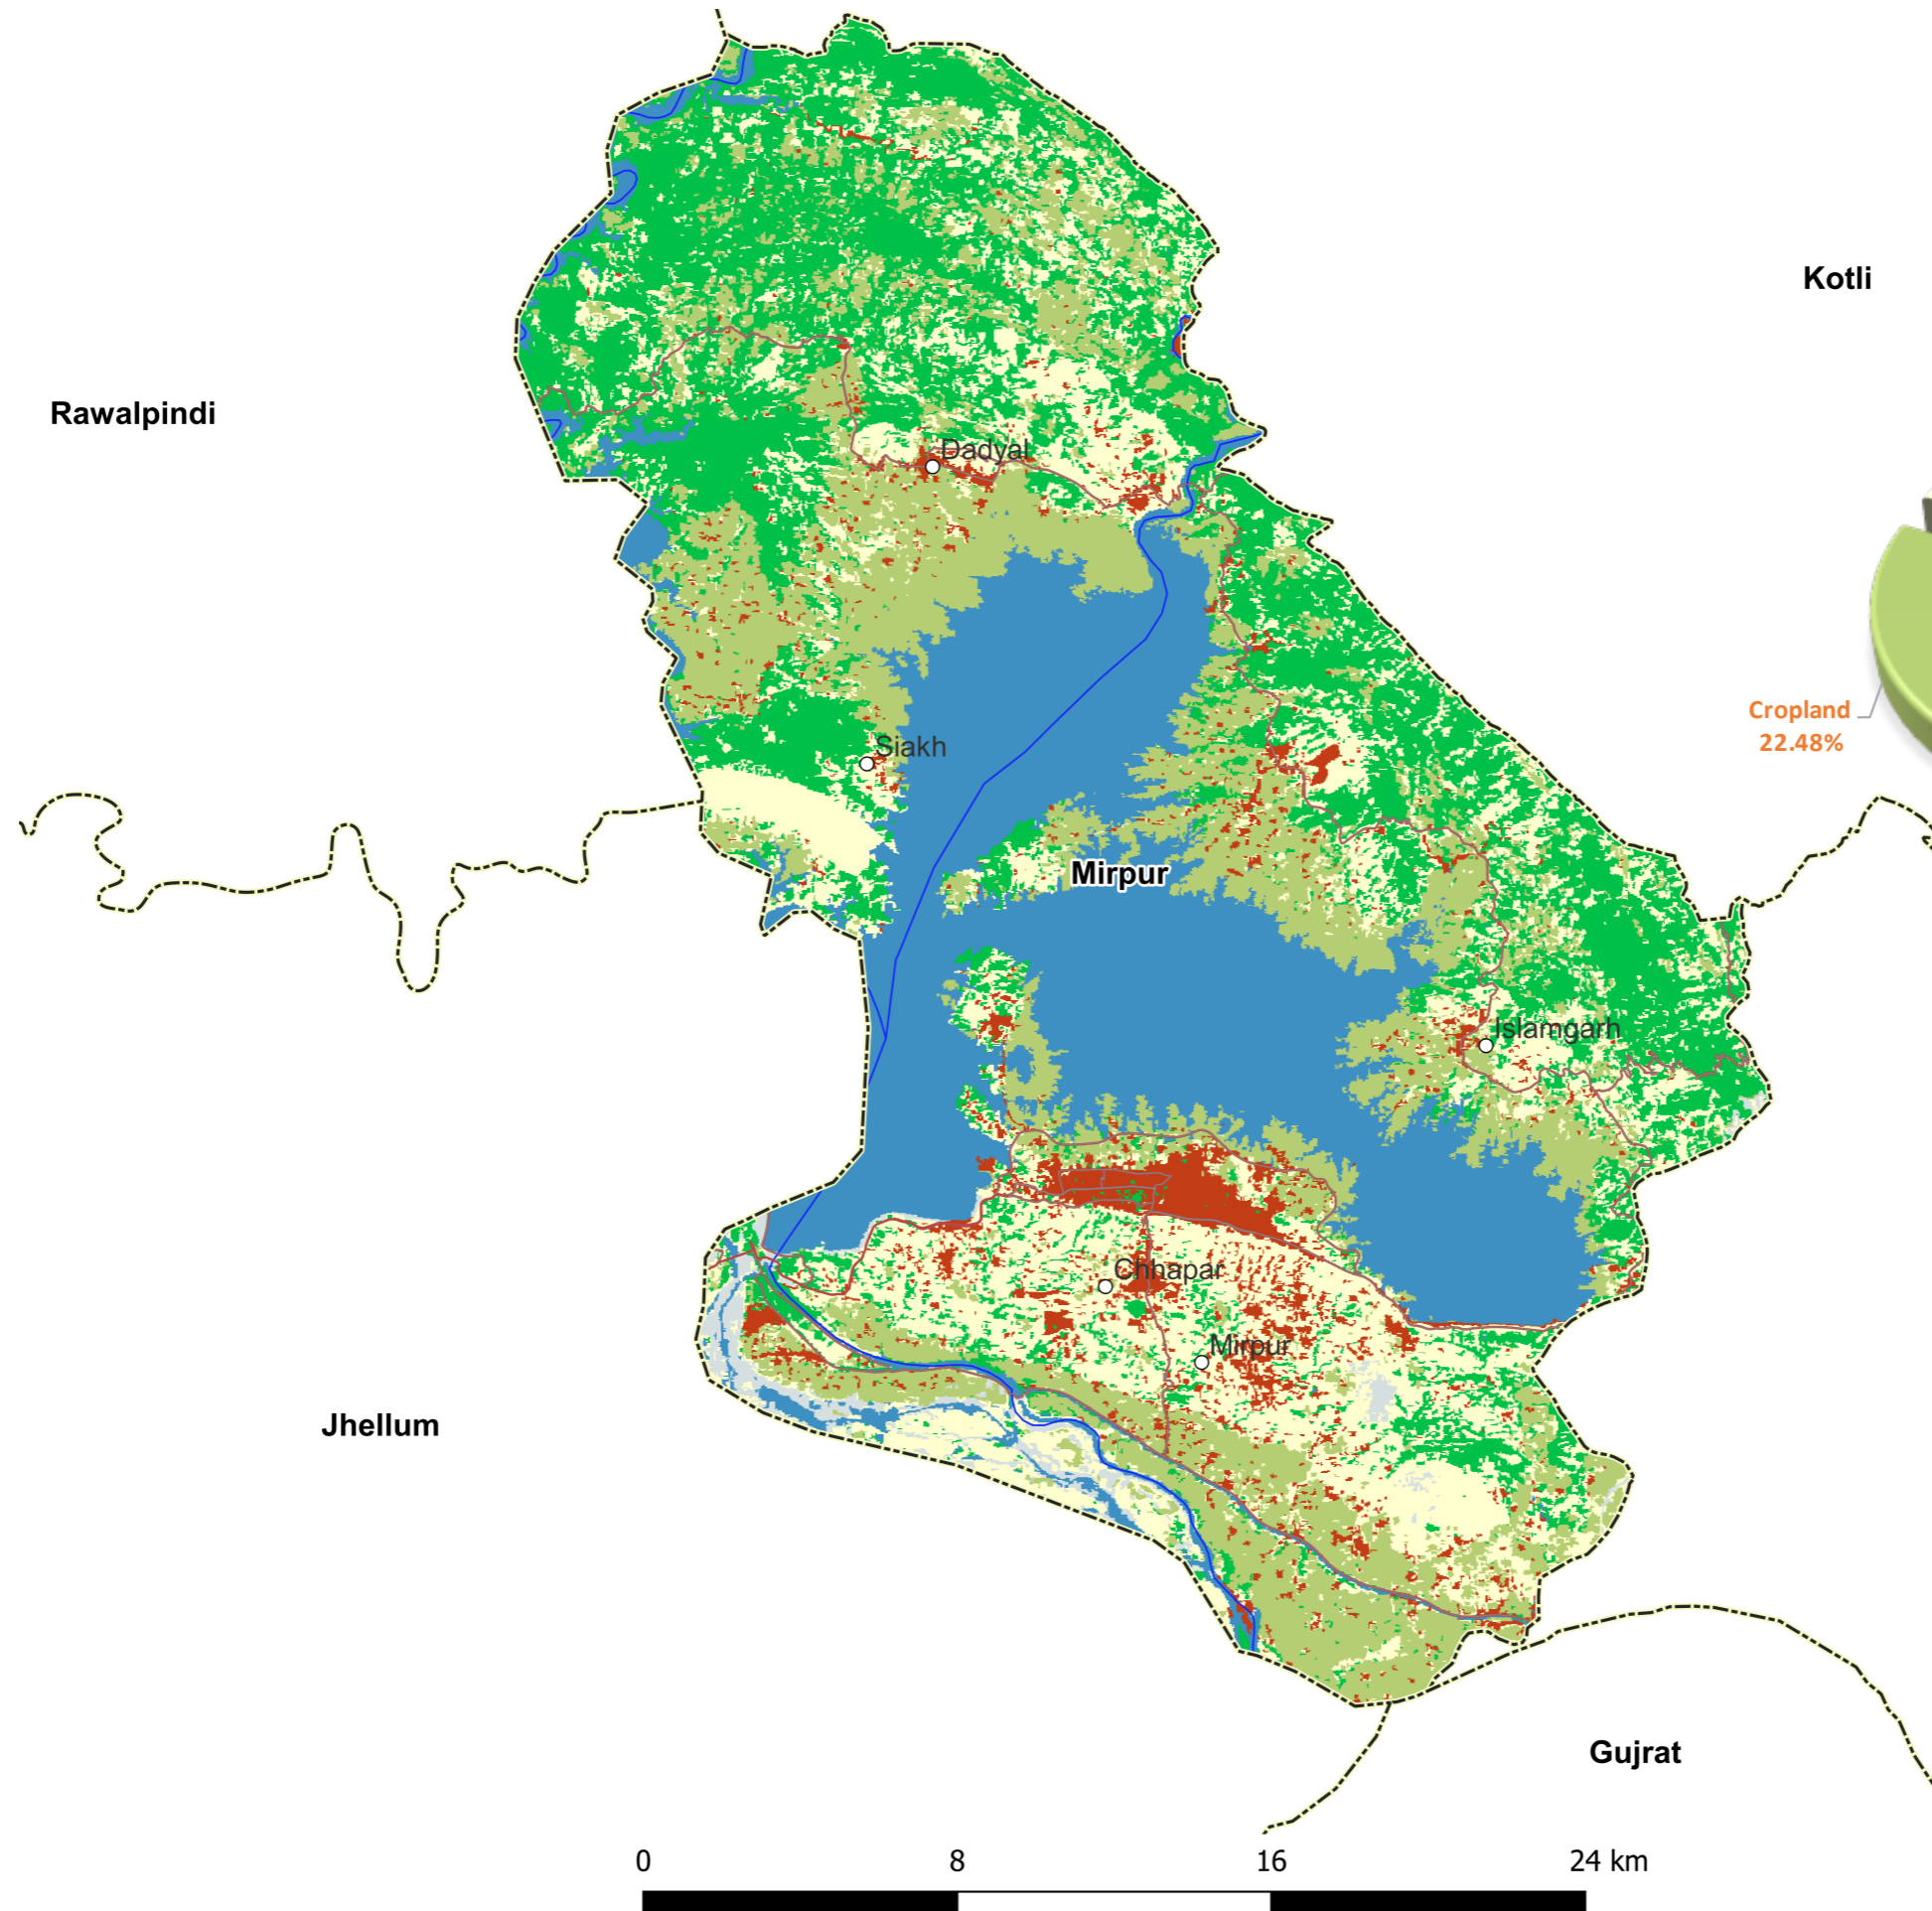 Kotli
Rawalpindi
Dadyal
Cropland
22.48%
Siakh
Mirpur
Islamgarh
Chhapar
Mirpur
Jhellum
Gujrat
0 8 16 24 km